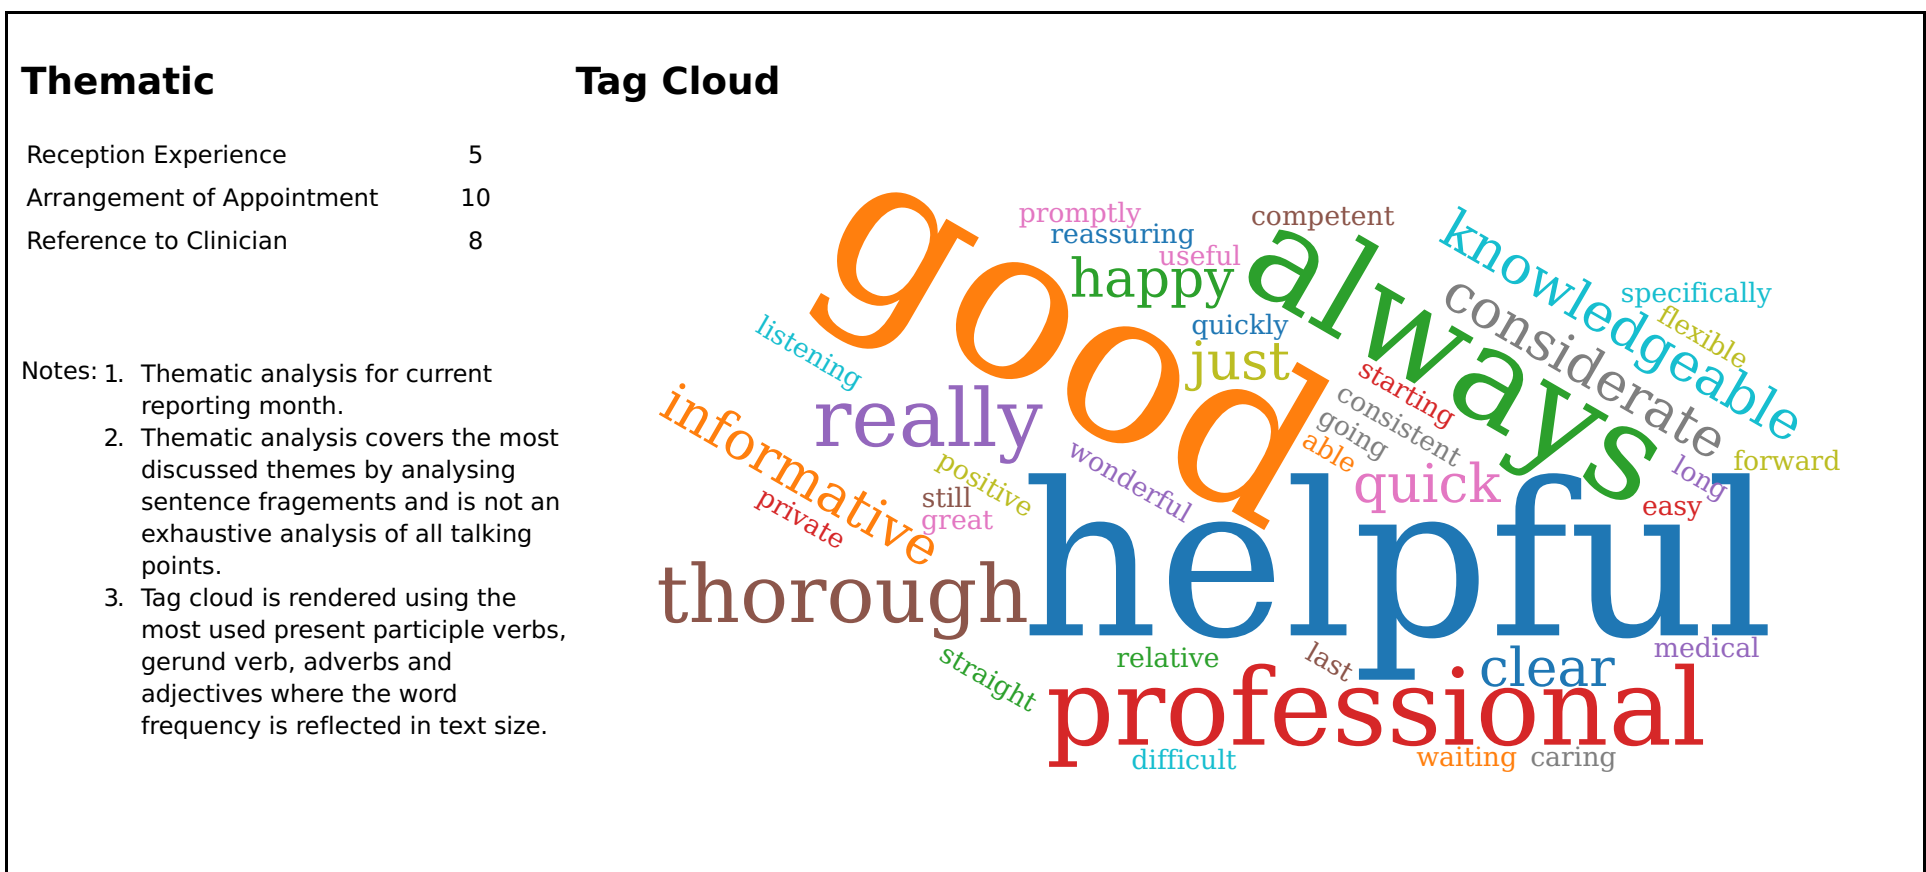 Thematic
Reception Experience 5
Arrangement of Appointment 10
Reference to Clinician 8
Notes: 1. Thematic analysis for current
reporting month.
2. Thematic analysis covers the most
discussed themes by analysing
sentence fragements and is not an
exhaustive analysis of all talking
points.
3. Tag cloud is rendered using the
most used present participle verbs,
gerund verb, adverbs and
adjectives where the word
frequency is reflected in text size.
Tag Cloud
good
promptly
reassuring
useful
happy
competent
always
knowledgeable
considerate
specifically
flexible
listening
quickly
just
really
informative
starting
consistent
going
able
quick
wonderful
positive
still
great
private
long
forward
easy
thorough
helpful
straight
relative
last
clear
medical
professional
difficult
waiting
caring